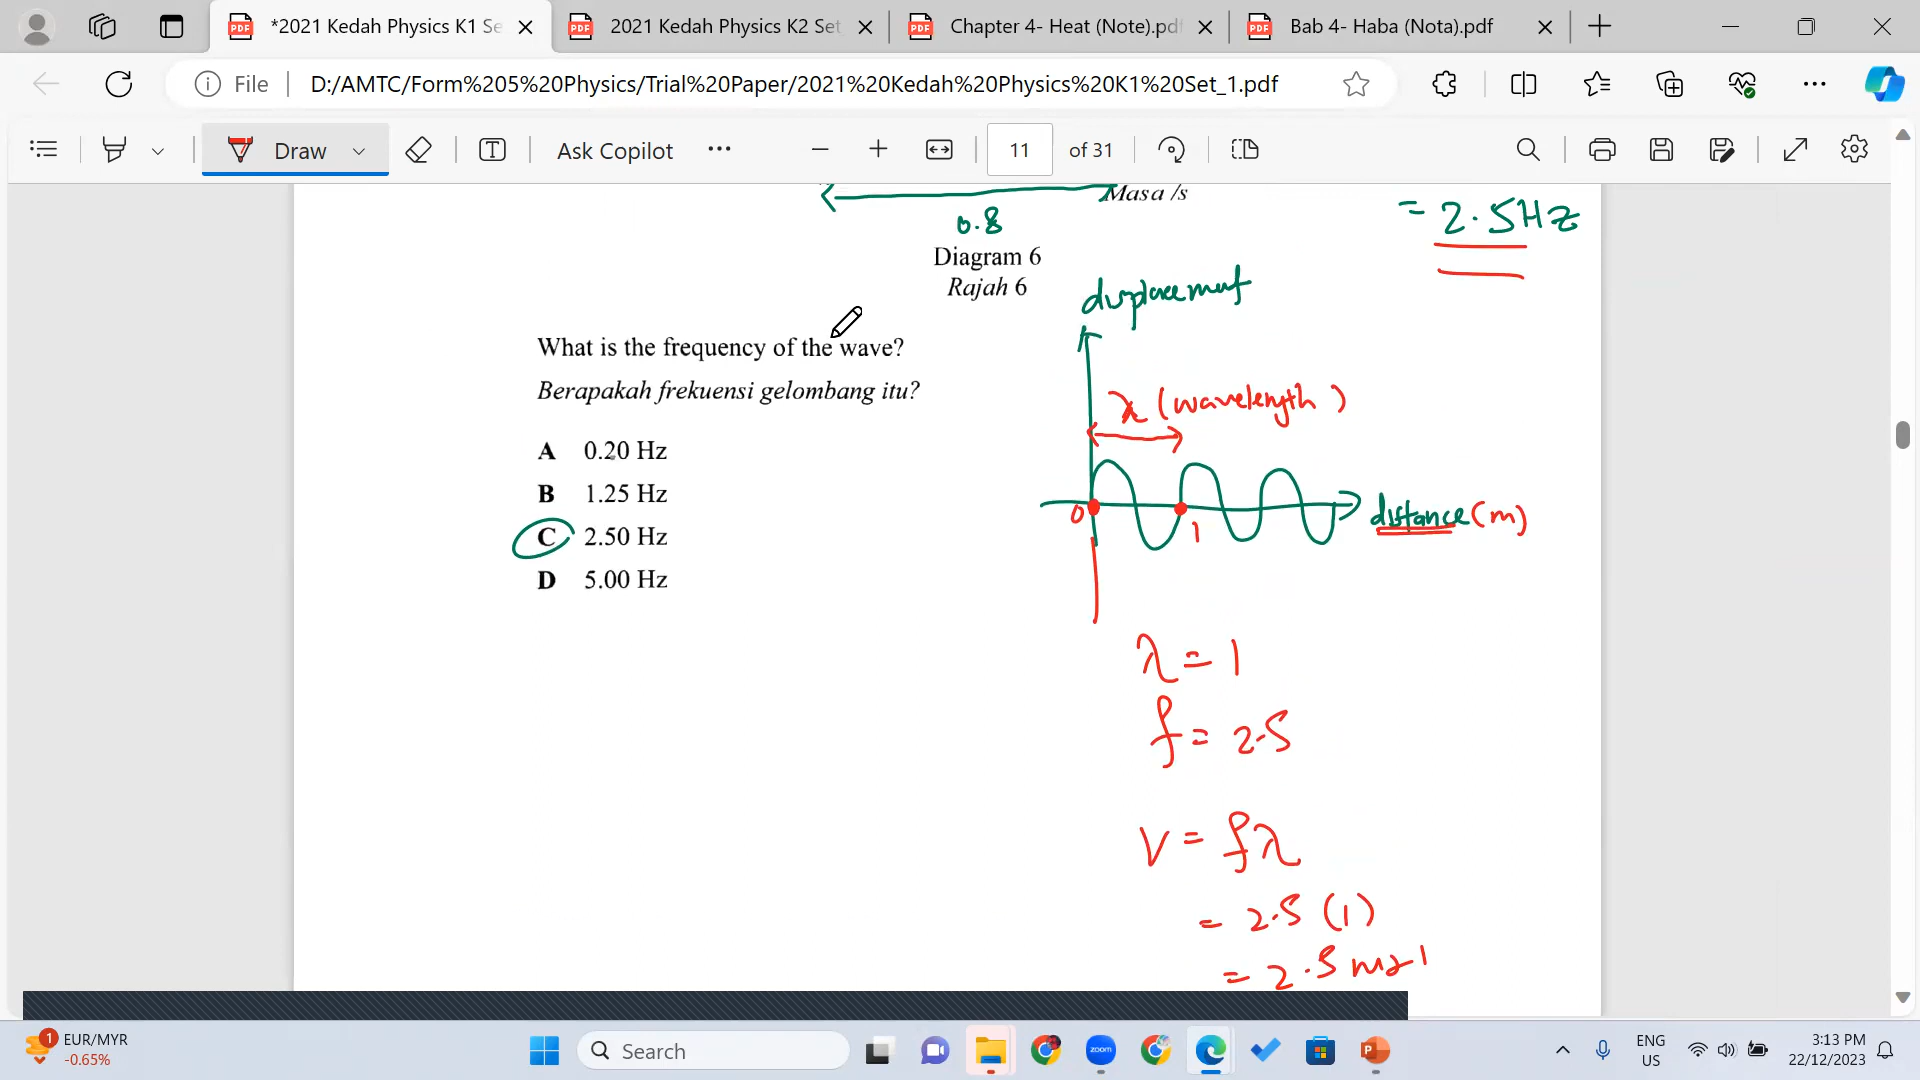 *2021 Kedah Physics K1 Se
2021 Kedah Physics K2 Set
Chapter 4- Heat (Note).pdf
Bab 4- Haba (Nota).pdf
File
D:/AMTC/Form%205%20Physics/Trial%20Paper/2021%20Kedah%20Physics%20K1%20Set_1.pdf
Draw
Ask Copilot
11 of 31
Masa /s
= 2.5Hz
0.8
Diagram 6
Rajah 6
displacement
What is the frequency of the wave?
Berapakah frekuensi gelombang itu?
λ (wavelength)
A 0.20 Hz
B 1.25 Hz
C 2.50 Hz
D 5.00 Hz
0
1
distance (m)
λ = 1
f = 2.5
v = fλ
= 2.5 (1)
= 2.5 ms-1
1
EUR/MYR
-0.65%
Search
zoom
ENG
US
3:13 PM
22/12/2023